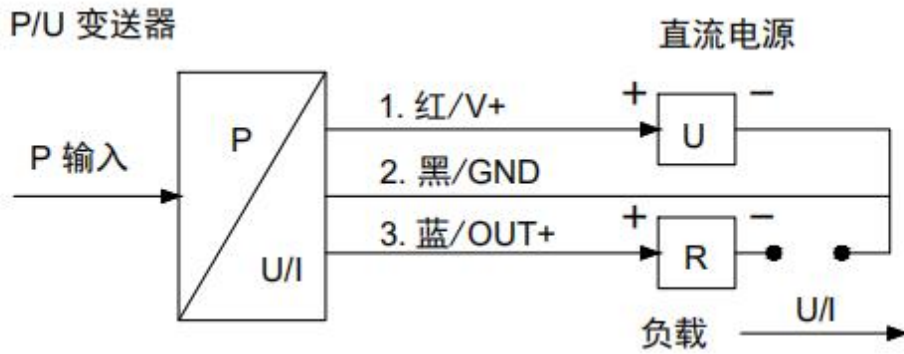 P/U 变送器
直流电源
1. 红/V+
+ U −
P
P 输入
2. 黑/GND
3. 蓝/OUT+
+ R −
U/I
负载
U/I